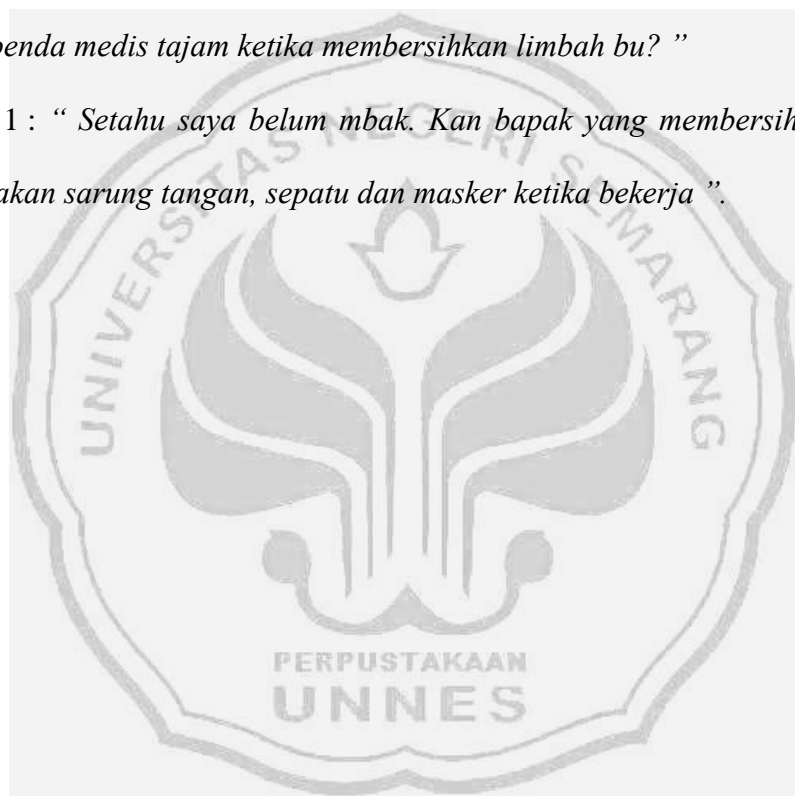 benda medis tajam ketika membersihkan limbah bu? ”
1 : “ Setahu saya belum mbak. Kan bapak yang membersih
akan sarung tangan, sepatu dan masker ketika bekerja ”.
UNIVERSITAS NEGERI SEMARANG
PERPUSTAKAAN
UNNES